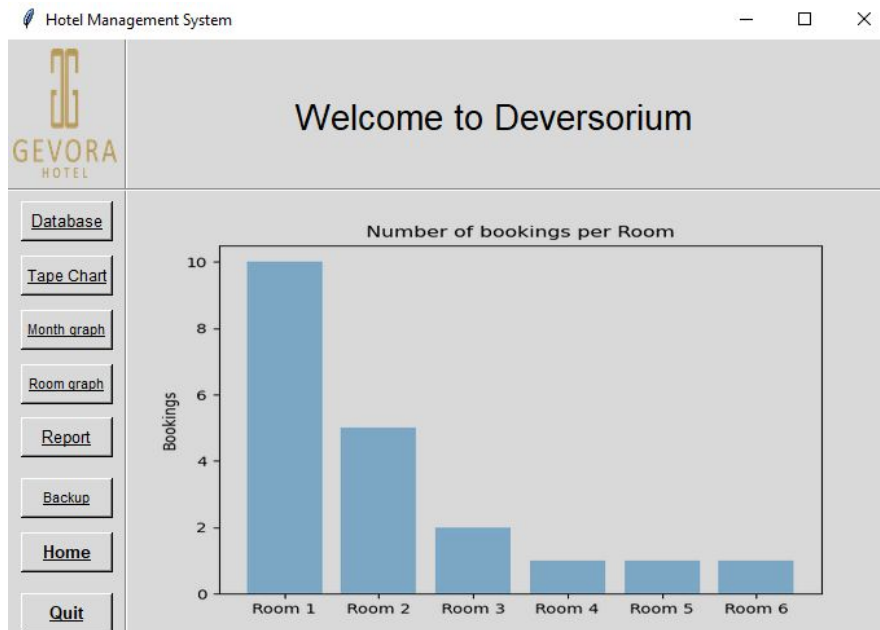 Hotel Management System
GEVORA
HOTEL
Welcome to Deversorium
Database
Tape Chart
Month graph
Room graph
Report
Backup
Home
Quit
Number of bookings per Room
Bookings
10
8
6
4
2
0
Room 1 Room 2 Room 3 Room 4 Room 5 Room 6